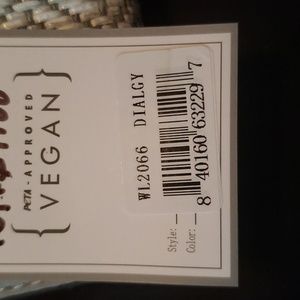 PETA - APPROVED
{ VEGAN }
WL2066 DIALGY
8 40160 63229 7
Style: _
Color: _